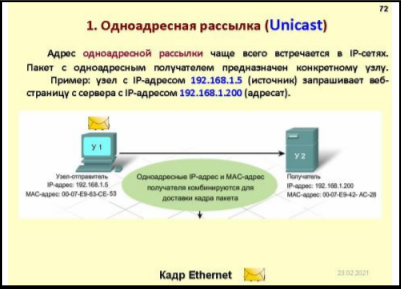 72
1. Одноадресная рассылка (Unicast)
Адрес одноадресной рассылки чаще всего встречается в IP-сетях.
Пакет с одноадресным получателем предназначен конкретному узлу.
Пример: узел с IP-адресом 192.168.1.5 (источник) запрашивает веб-
страницу с сервера с IP-адресом 192.168.1.200 (адресат).
У 1
У 2
Узел-отправитель
IP-адрес: 192.168.1.5
MAC-адрес: 00-07-E9-63-CE-53
Одноадресные IP-адрес и MAC-адрес
получателя комбинируются для
доставки кадра пакета
Получатель
IP-адрес: 192.168.1.200
MAC-адрес: 00-07-E9-42-AC-28
Кадр Ethernet
23.02.2021